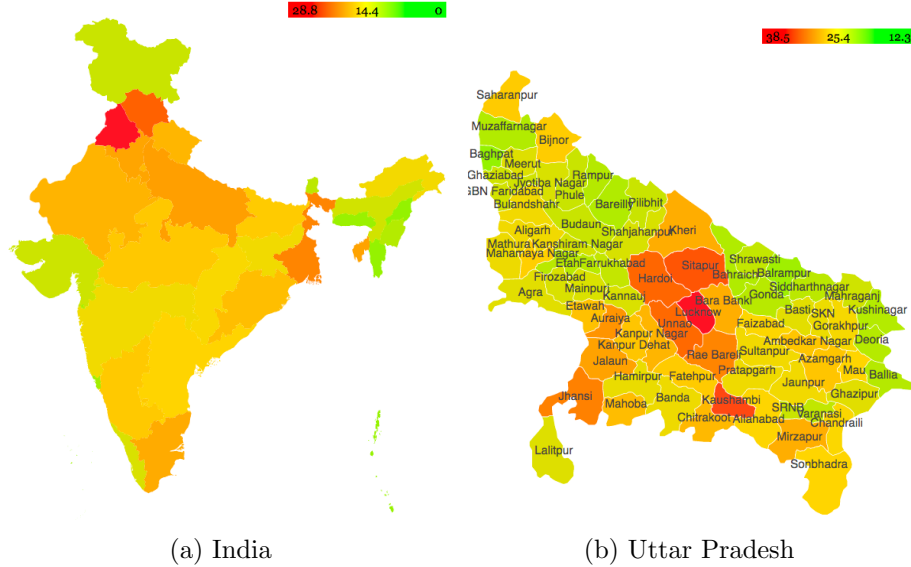 28.8 14.4 0
38.5 25.4 12.3
Saharanpur
Muzaffarnagar
Bijnor
Baghpat
Meerut
Ghaziabad
Rampur
Jyotiba Nagar
Phule
GBN Faridabad
Bulandshahr
Bareilly
Pilibhit
Budaun
Shahjahanpur
Kheri
Aligarh
Mathura
Kanshiram Nagar
Mahamaya Nagar
Etah
Farrukhabad
Sitapur
Shrawasti
Bahraich
Balrampur
Firozabad
Hardoi
Siddharthnagar
Mainpuri
Kannauj
Gonda
Maharaganj
Agra
Etawah
Bara Banki
Lucknow
Basti
SKN
Kushinagar
Auraiya
Unnao
Faizabad
Gorakhpur
Kanpur Nagar
Kanpur Dehat
Ambedkar Nagar
Deoria
Jalaun
Rae Bareli
Sultanpur
Azamgarh
Mau
Pratapgarh
Hamirpur
Fatehpur
Jaunpur
Ballia
Jhansi
Mahoba
Banda
Kaushambi
Ghazipur
Chitrakoot
Allahabad
SRNB
Varanasi
Chandraili
Mirzapur
Lalitpur
Sonbhadra
(a) India
(b) Uttar Pradesh